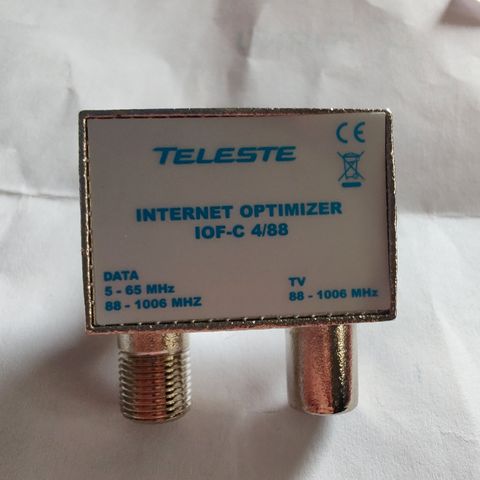 TELESTE
CE
INTERNET OPTIMIZER
IOF-C 4/88
DATA
5 - 65 MHz
88 - 1006 MHZ
TV
88 - 1006 MHz